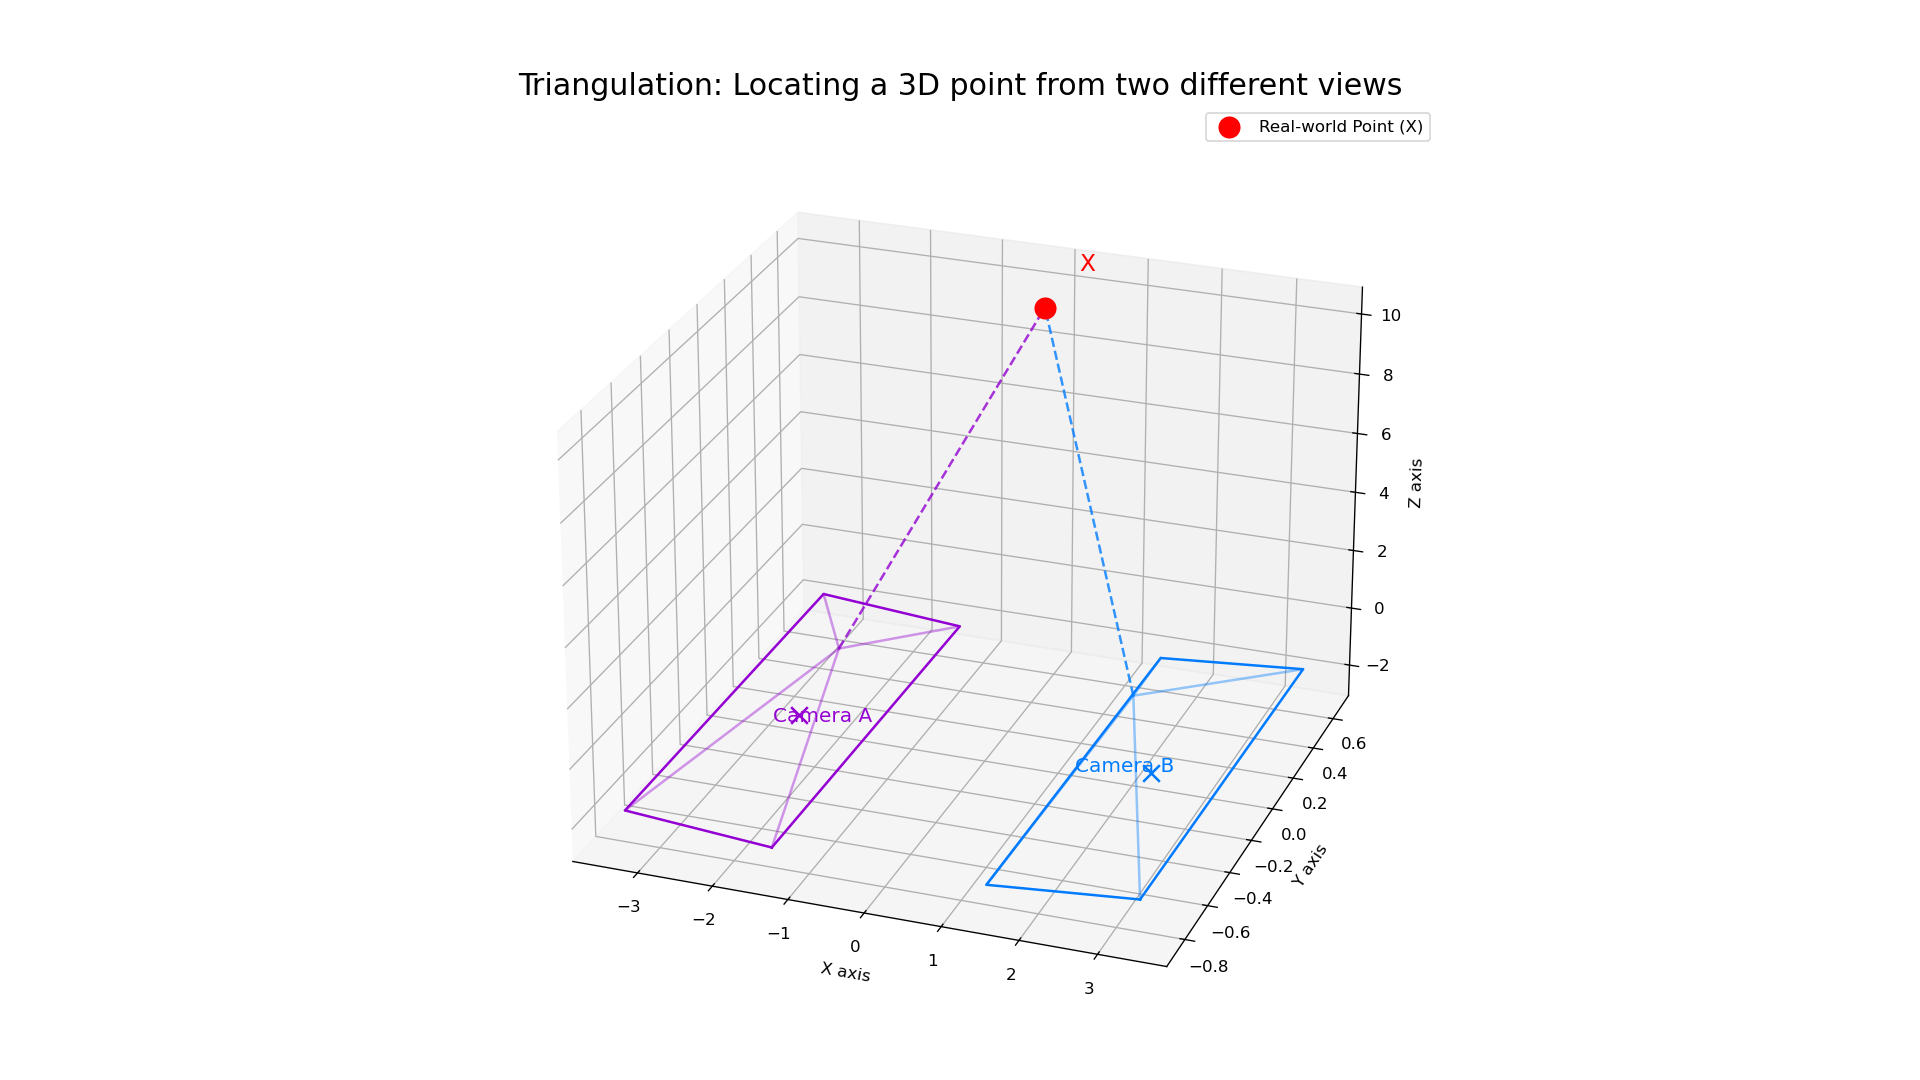 Triangulation: Locating a 3D point from two different views
Real-world Point (X)
X
Camera A
Camera B
10
8
6
4
2
0
−2
Z axis
0.6
0.4
0.2
0.0
−0.2
−0.4
−0.6
−0.8
Y axis
−3
−2
−1
0
1
2
3
X axis